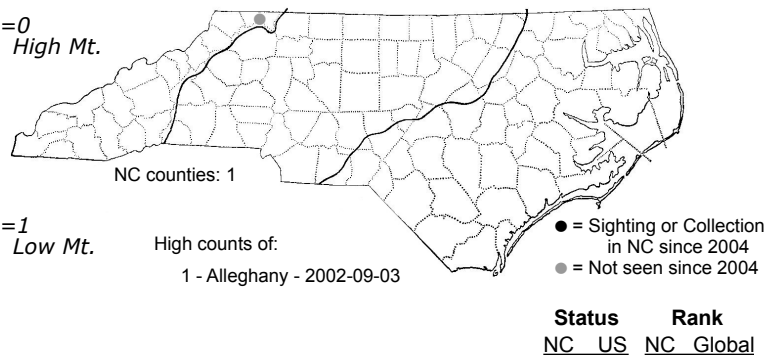 =0
High Mt.
NC counties: 1
=1
Low Mt.
High counts of:
1 - Alleghany - 2002-09-03
= Sighting or Collection
in NC since 2004
= Not seen since 2004
Status Rank
NC US NC Global